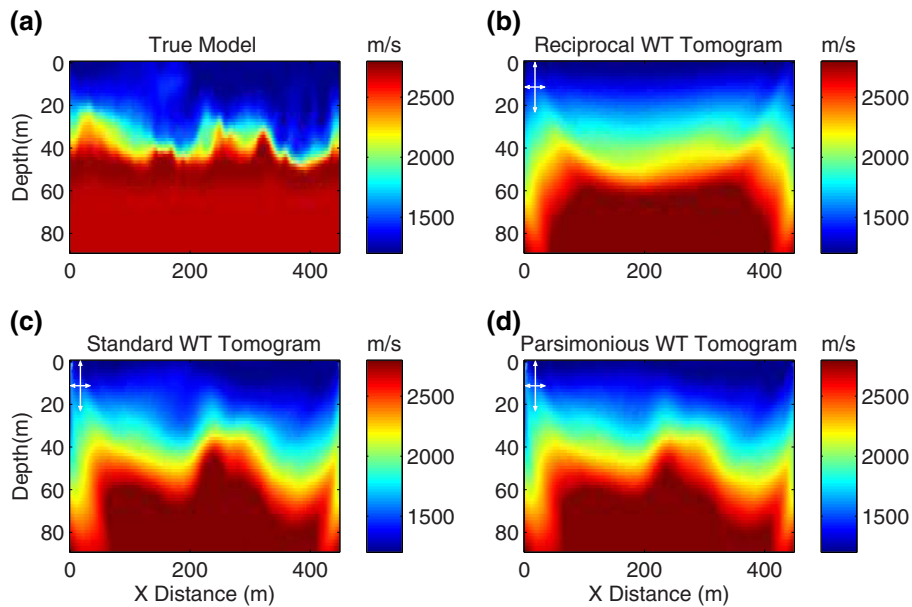 (a)
True Model
m/s
0
20
40
60
80
Depth(m)
0
200
400
2500
2000
1500
(b)
Reciprocal WT Tomogram
m/s
0
20
40
60
80
0
200
400
2500
2000
1500
(c)
Standard WT Tomogram
m/s
0
20
40
60
80
Depth(m)
0
200
400
X Distance (m)
2500
2000
1500
(d)
Parsimonious WT Tomogram
m/s
0
20
40
60
80
0
200
400
X Distance (m)
2500
2000
1500